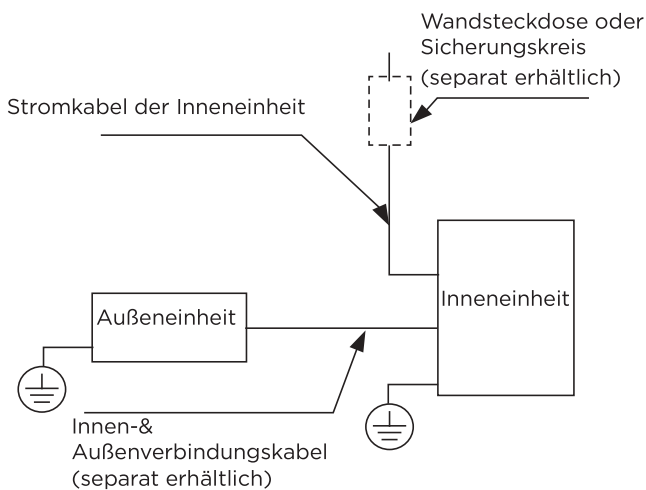 Wandsteckdose oder
Sicherungskreis
(separat erhältlich)
Stromkabel der Inneneinheit
Inneneinheit
Außeneinheit
Innen-&
Außenverbindungskabel
(separat erhältlich)